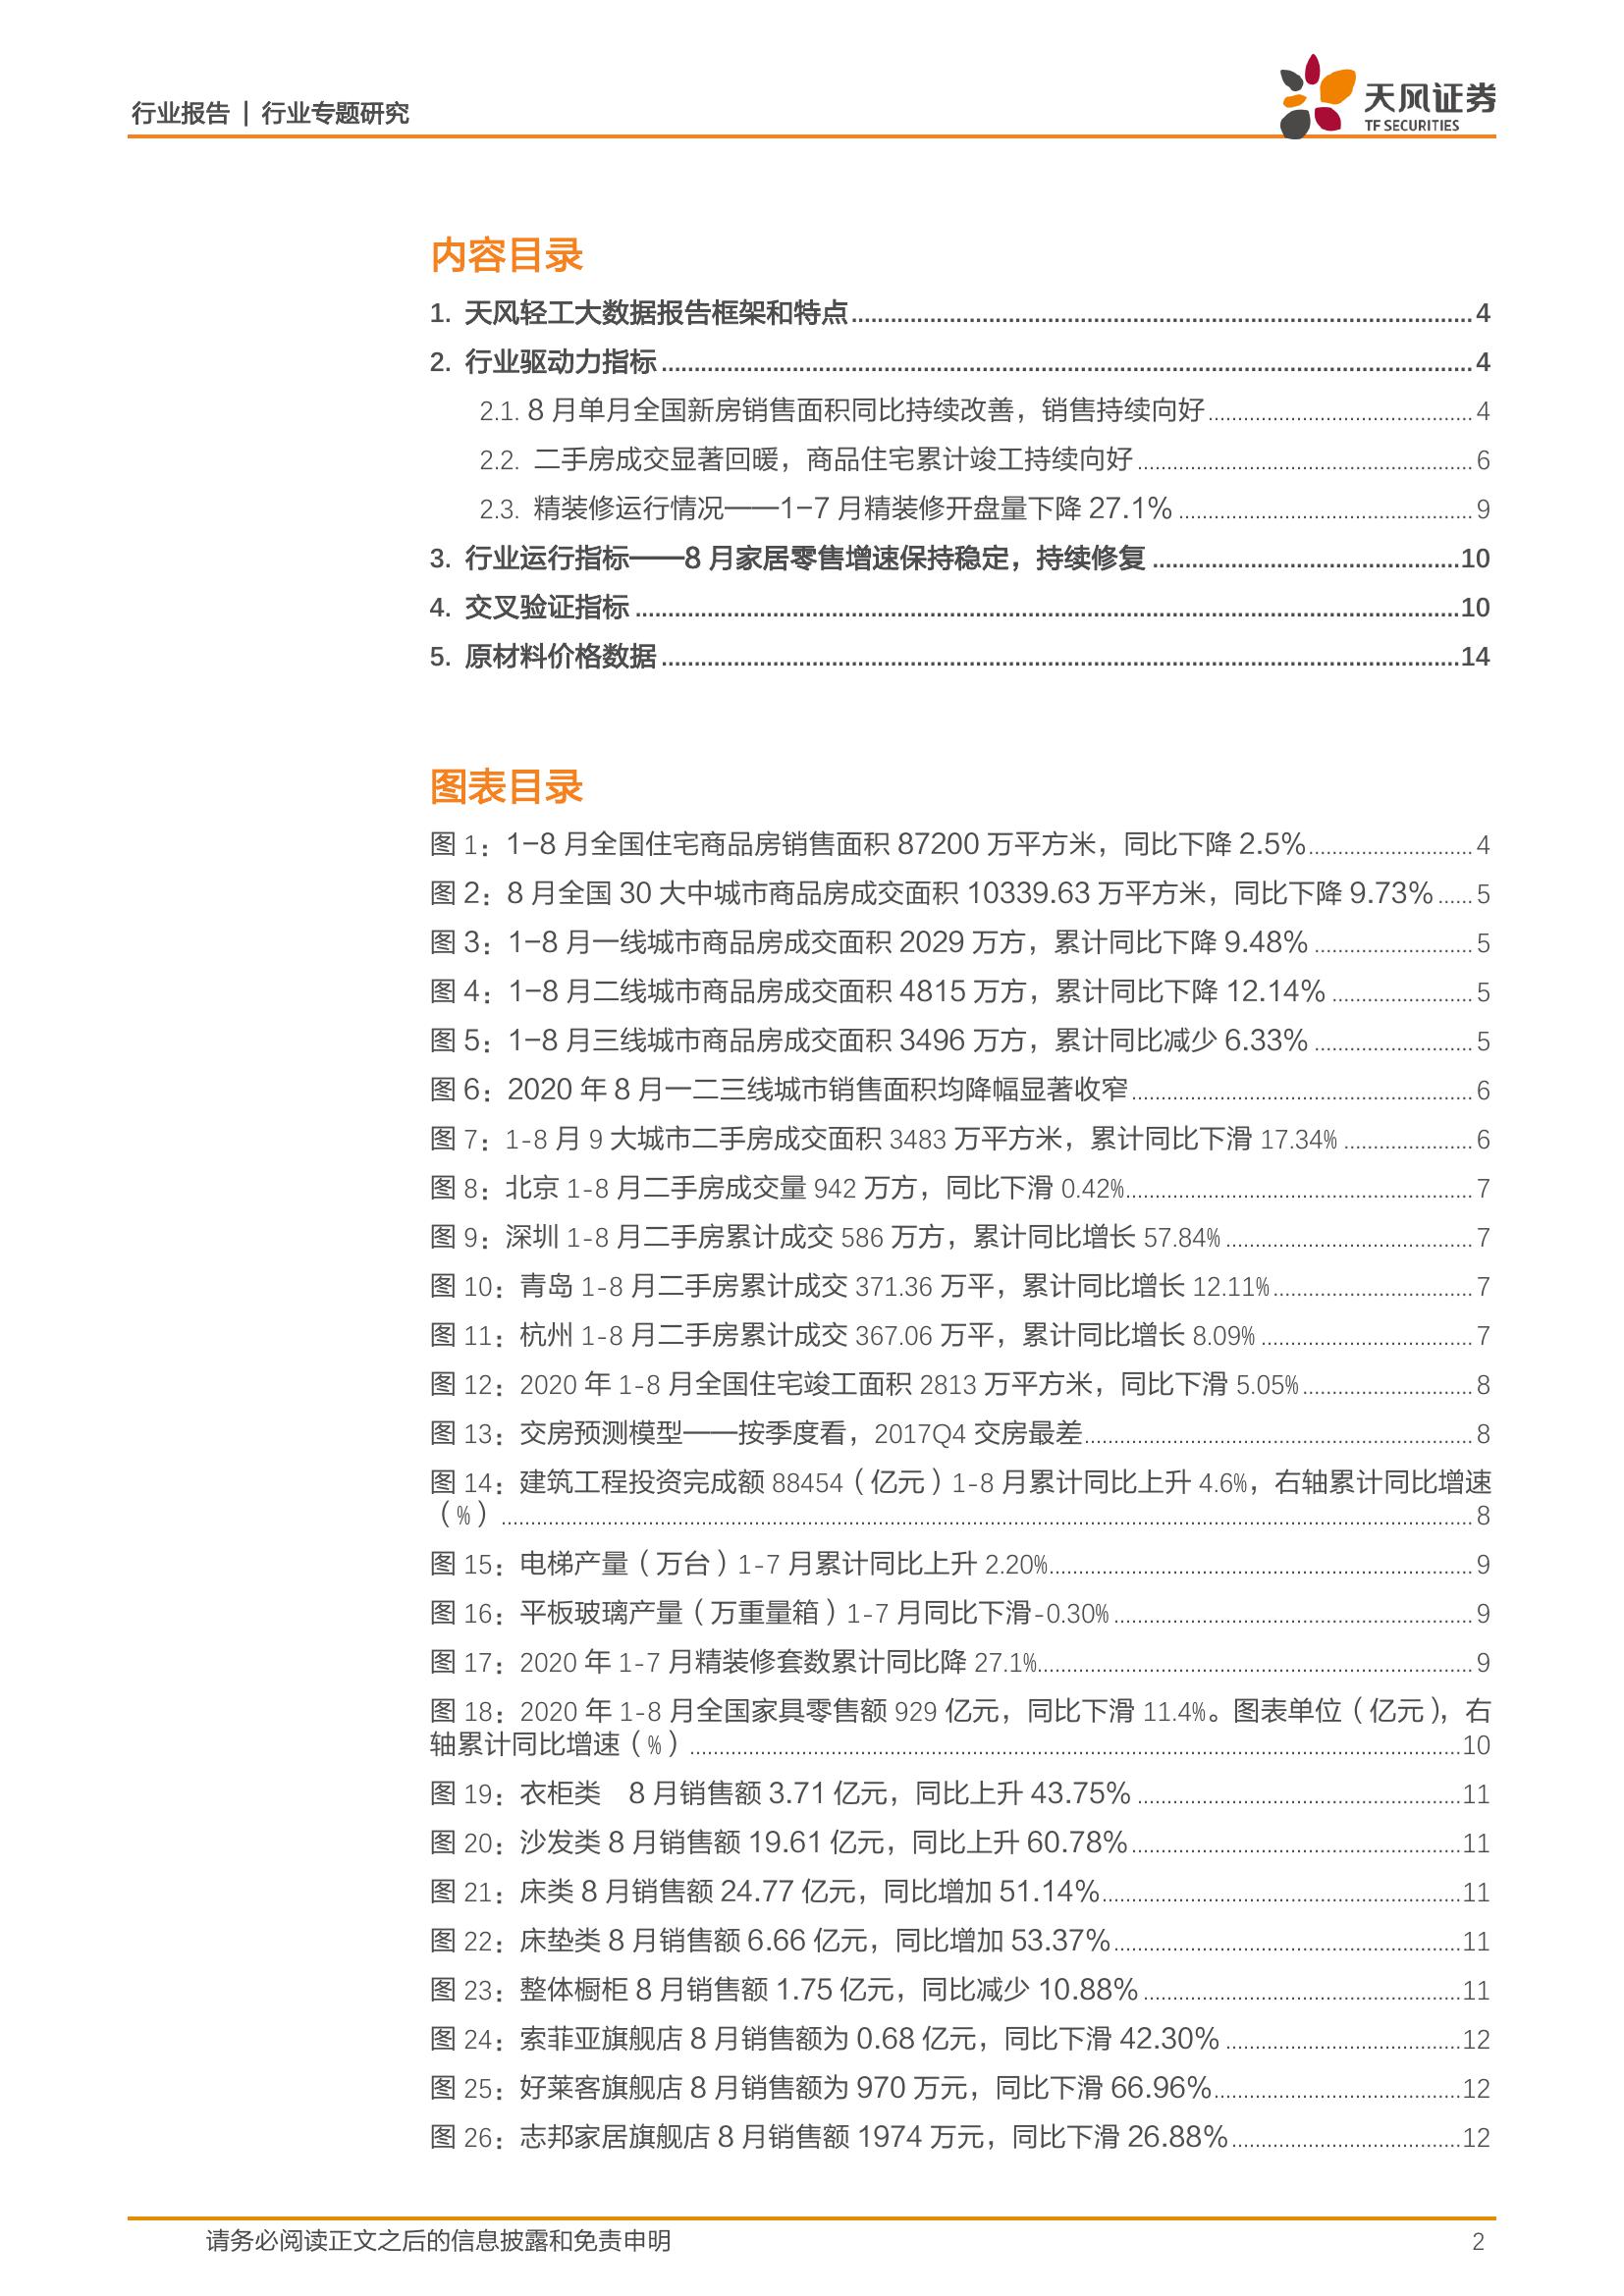 行业报告 | 行业专题研究
天风证券
TF SECURITIES
内容目录
1. 天风轻工大数据报告框架和特点 4
2. 行业驱动力指标 4
2.1. 8 月单月全国新房销售面积同比持续改善，销售持续向好 4
2.2. 二手房成交显著回暖，商品住宅累计竣工持续向好 6
2.3. 精装修运行情况——1-7 月精装修开盘量下降 27.1% 9
3. 行业运行指标——8 月家居零售增速保持稳定，持续修复 10
4. 交叉验证指标 10
5. 原材料价格数据 14
图表目录
图 1：1-8 月全国住宅商品房销售面积 87200 万平方米，同比下降 2.5% 4
图 2：8 月全国 30 大中城市商品房成交面积 10339.63 万平方米，同比下降 9.73% 5
图 3：1-8 月一线城市商品房成交面积 2029 万方，累计同比下降 9.48% 5
图 4：1-8 月二线城市商品房成交面积 4815 万方，累计同比下降 12.14% 5
图 5：1-8 月三线城市商品房成交面积 3496 万方，累计同比减少 6.33% 5
图 6：2020 年 8 月一二三线城市销售面积均降幅显著收窄 6
图 7：1-8 月 9 大城市二手房成交面积 3483 万平方米，累计同比下滑 17.34% 6
图 8：北京 1-8 月二手房成交量 942 万方，同比下滑 0.42% 7
图 9：深圳 1-8 月二手房累计成交 586 万方，累计同比增长 57.84% 7
图 10：青岛 1-8 月二手房累计成交 371.36 万平，累计同比增长 12.11% 7
图 11：杭州 1-8 月二手房累计成交 367.06 万平，累计同比增长 8.09% 7
图 12：2020 年 1-8 月全国住宅竣工面积 2813 万平方米，同比下滑 5.05% 8
图 13：交房预测模型——按季度看，2017Q4 交房最差 8
图 14：建筑工程投资完成额 88454（亿元）1-8 月累计同比上升 4.6%，右轴累计同比增速
（%） 8
图 15：电梯产量（万台）1-7 月累计同比上升 2.20% 9
图 16：平板玻璃产量（万重量箱）1-7 月同比下滑-0.30% 9
图 17：2020 年 1-7 月精装修套数累计同比降 27.1% 9
图 18：2020 年 1-8 月全国家具零售额 929 亿元，同比下滑 11.4%。图表单位（亿元），右
轴累计同比增速（%） 10
图 19：衣柜类　8 月销售额 3.71 亿元，同比上升 43.75% 11
图 20：沙发类 8 月销售额 19.61 亿元，同比上升 60.78% 11
图 21：床类 8 月销售额 24.77 亿元，同比增加 51.14% 11
图 22：床垫类 8 月销售额 6.66 亿元，同比增加 53.37% 11
图 23：整体橱柜 8 月销售额 1.75 亿元，同比减少 10.88% 11
图 24：索菲亚旗舰店 8 月销售额为 0.68 亿元，同比下滑 42.30% 12
图 25：好莱客旗舰店 8 月销售额为 970 万元，同比下滑 66.96% 12
图 26：志邦家居旗舰店 8 月销售额 1974 万元，同比下滑 26.88% 12
请务必阅读正文之后的信息披露和免责申明 2